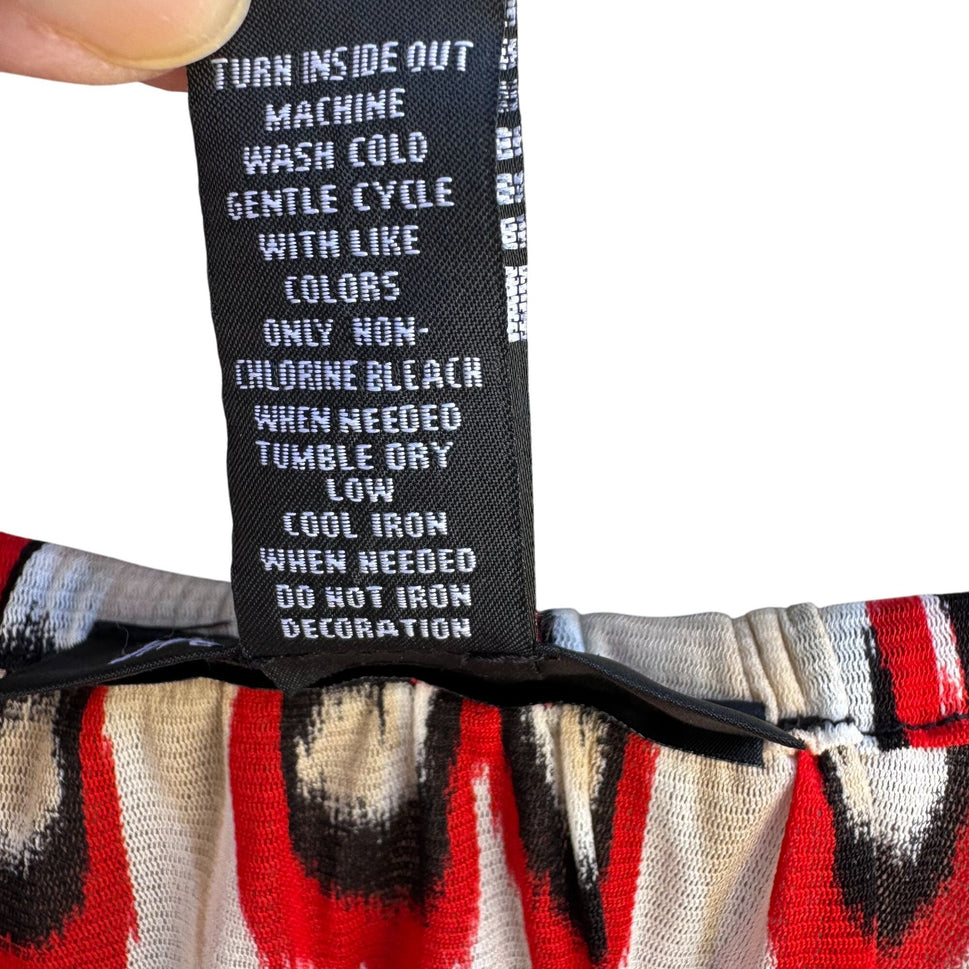 TURN INSIDE OUT
MACHINE
WASH COLD
GENTLE CYCLE
WITH LIKE
COLORS
ONLY NON-
CHLORINE BLEACH
WHEN NEEDED
TUMBLE DRY
LOW
COOL IRON
WHEN NEEDED
DO NOT IRON
DECORATION